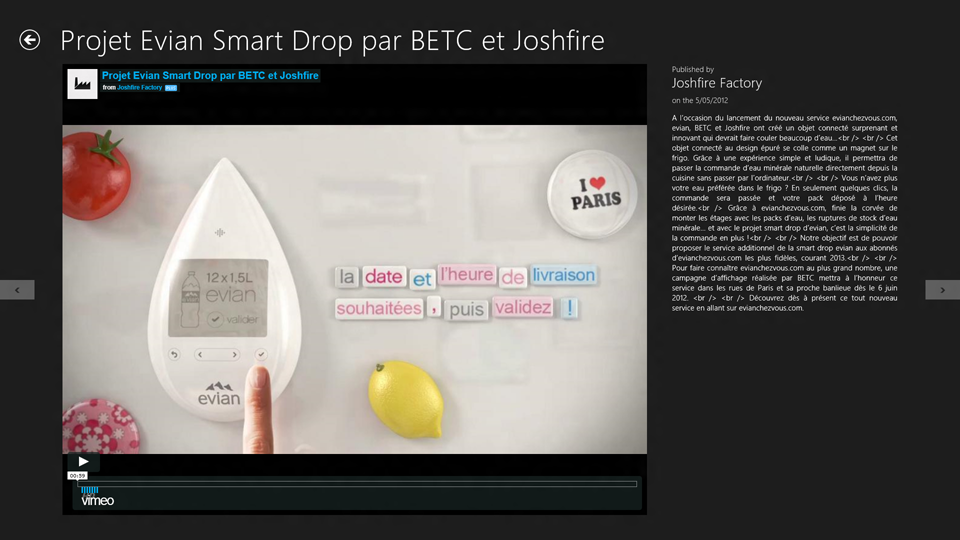 Projet Evian Smart Drop par BETC et Joshfire
Projet Evian Smart Drop par BETC et Joshfire
from Joshfire Factory PLUS
I ❤
PARIS
12 x 1,5L
evian
valider
evian
la date et l'heure de livraison
souhaitées , puis validez !
00:59
vimeo
Published by
Joshfire Factory
on the 5/05/2012
A l'occasion du lancement du nouveau service evianchezvous.com,
evian, BETC et Joshfire ont créé un objet connecté surprenant et
innovant qui devrait faire couler beaucoup d'eau...<br /> <br /> Cet
objet connecté au design épuré se colle comme un magnet sur le
frigo. Grâce à une expérience simple et ludique, il permettra de
passer la commande d'eau minérale naturelle directement depuis la
cuisine sans passer par l'ordinateur.<br /> <br /> Vous n'avez plus
votre eau préférée dans le frigo ? En seulement quelques clics, la
commande sera passée et votre pack déposé à l'heure
désirée.<br /> Grâce à evianchezvous.com, finie la corvée de
monter les étages avec les packs d'eau, les ruptures de stock d'eau
minérale... et avec le projet smart drop d'evian, c'est la simplicité de
la commande en plus !<br /> <br /> Notre objectif est de pouvoir
proposer le service additionnel de la smart drop evian aux abonnés
d'evianchezvous.com les plus fidèles, courant 2013.<br /> <br />
Pour faire connaître evianchezvous.com au plus grand nombre, une
campagne d'affichage réalisée par BETC mettra à l'honneur ce
service dans les rues de Paris et sa proche banlieue dès le 6 juin
2012. <br /> <br /> Découvrez dès à présent ce tout nouveau
service en allant sur evianchezvous.com.